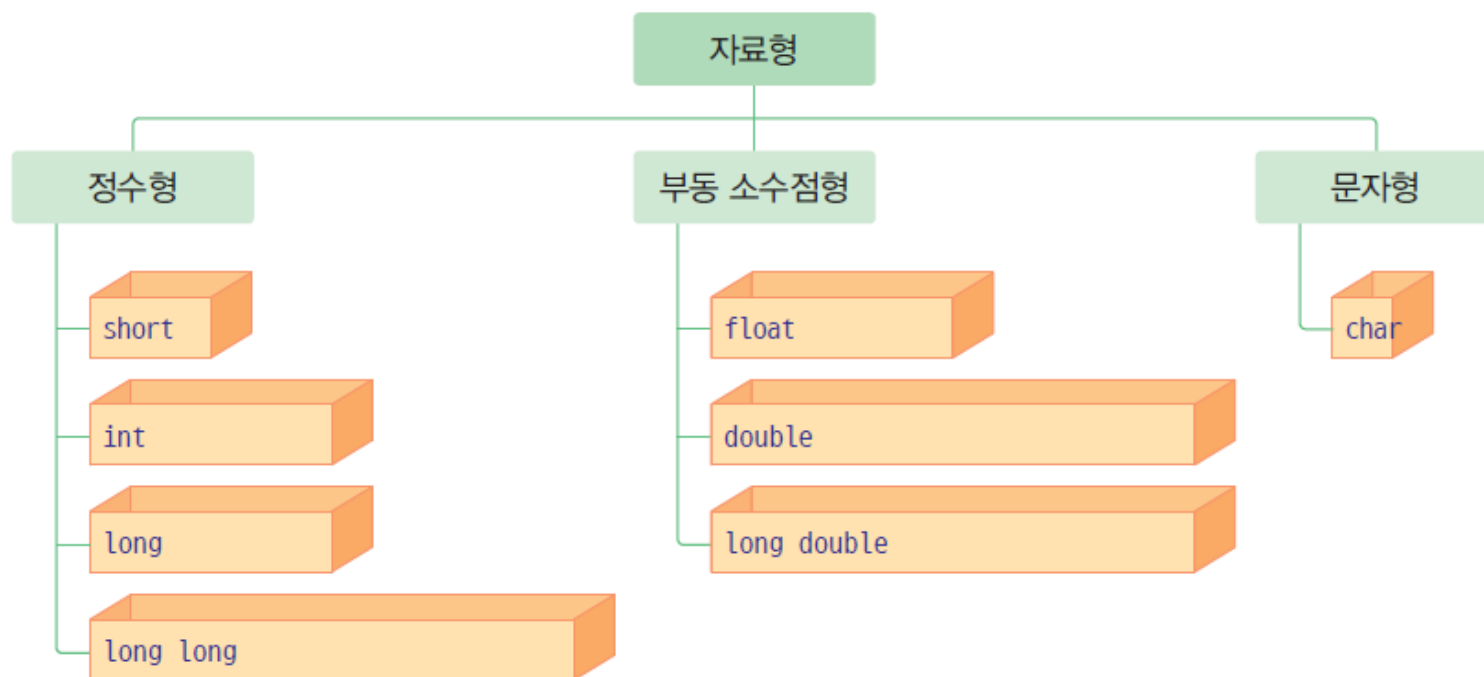 자료형
정수형
부동 소수점형
문자형
short
float
char
int
double
long
long double
long long